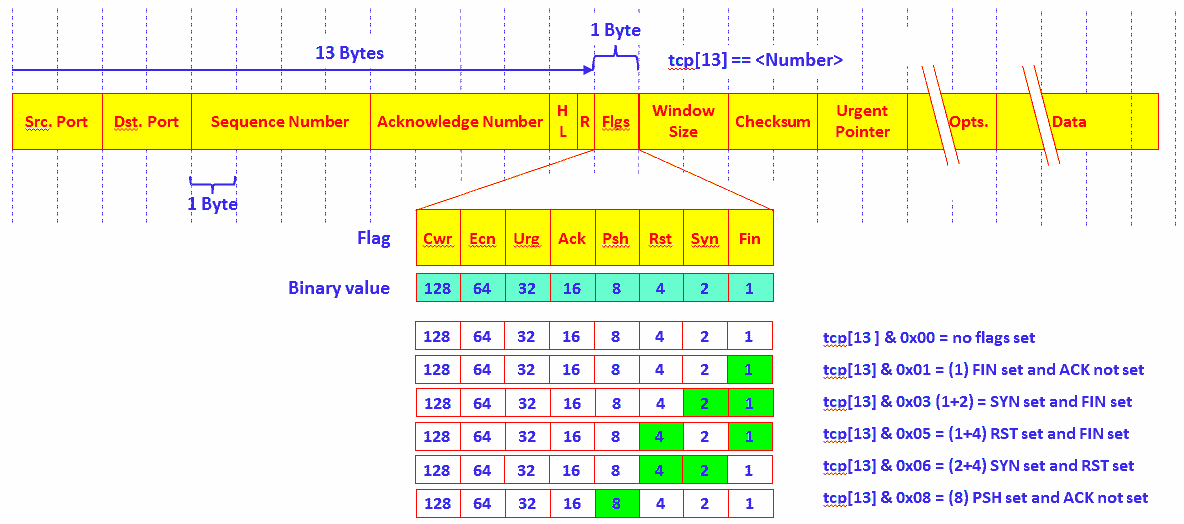 1 Byte
13 Bytes
tcp[13] == <Number>
Src. Port Dst. Port Sequence Number Acknowledge Number H L R Flgs Window Size Checksum Urgent Pointer Opts. Data
1 Byte
Flag Cwr Ecn Urg Ack Psh Rst Syn Fin
Binary value 128 64 32 16 8 4 2 1
128 64 32 16 8 4 2 1 tcp[13 ] & 0x00 = no flags set
128 64 32 16 8 4 2 1 tcp[13] & 0x01 = (1) FIN set and ACK not set
128 64 32 16 8 4 2 1 tcp[13] & 0x03 (1+2) = SYN set and FIN set
128 64 32 16 8 4 2 1 tcp[13] & 0x05 = (1+4) RST set and FIN set
128 64 32 16 8 4 2 1 tcp[13] & 0x06 = (2+4) SYN set and RST set
128 64 32 16 8 4 2 1 tcp[13] & 0x08 = (8) PSH set and ACK not set